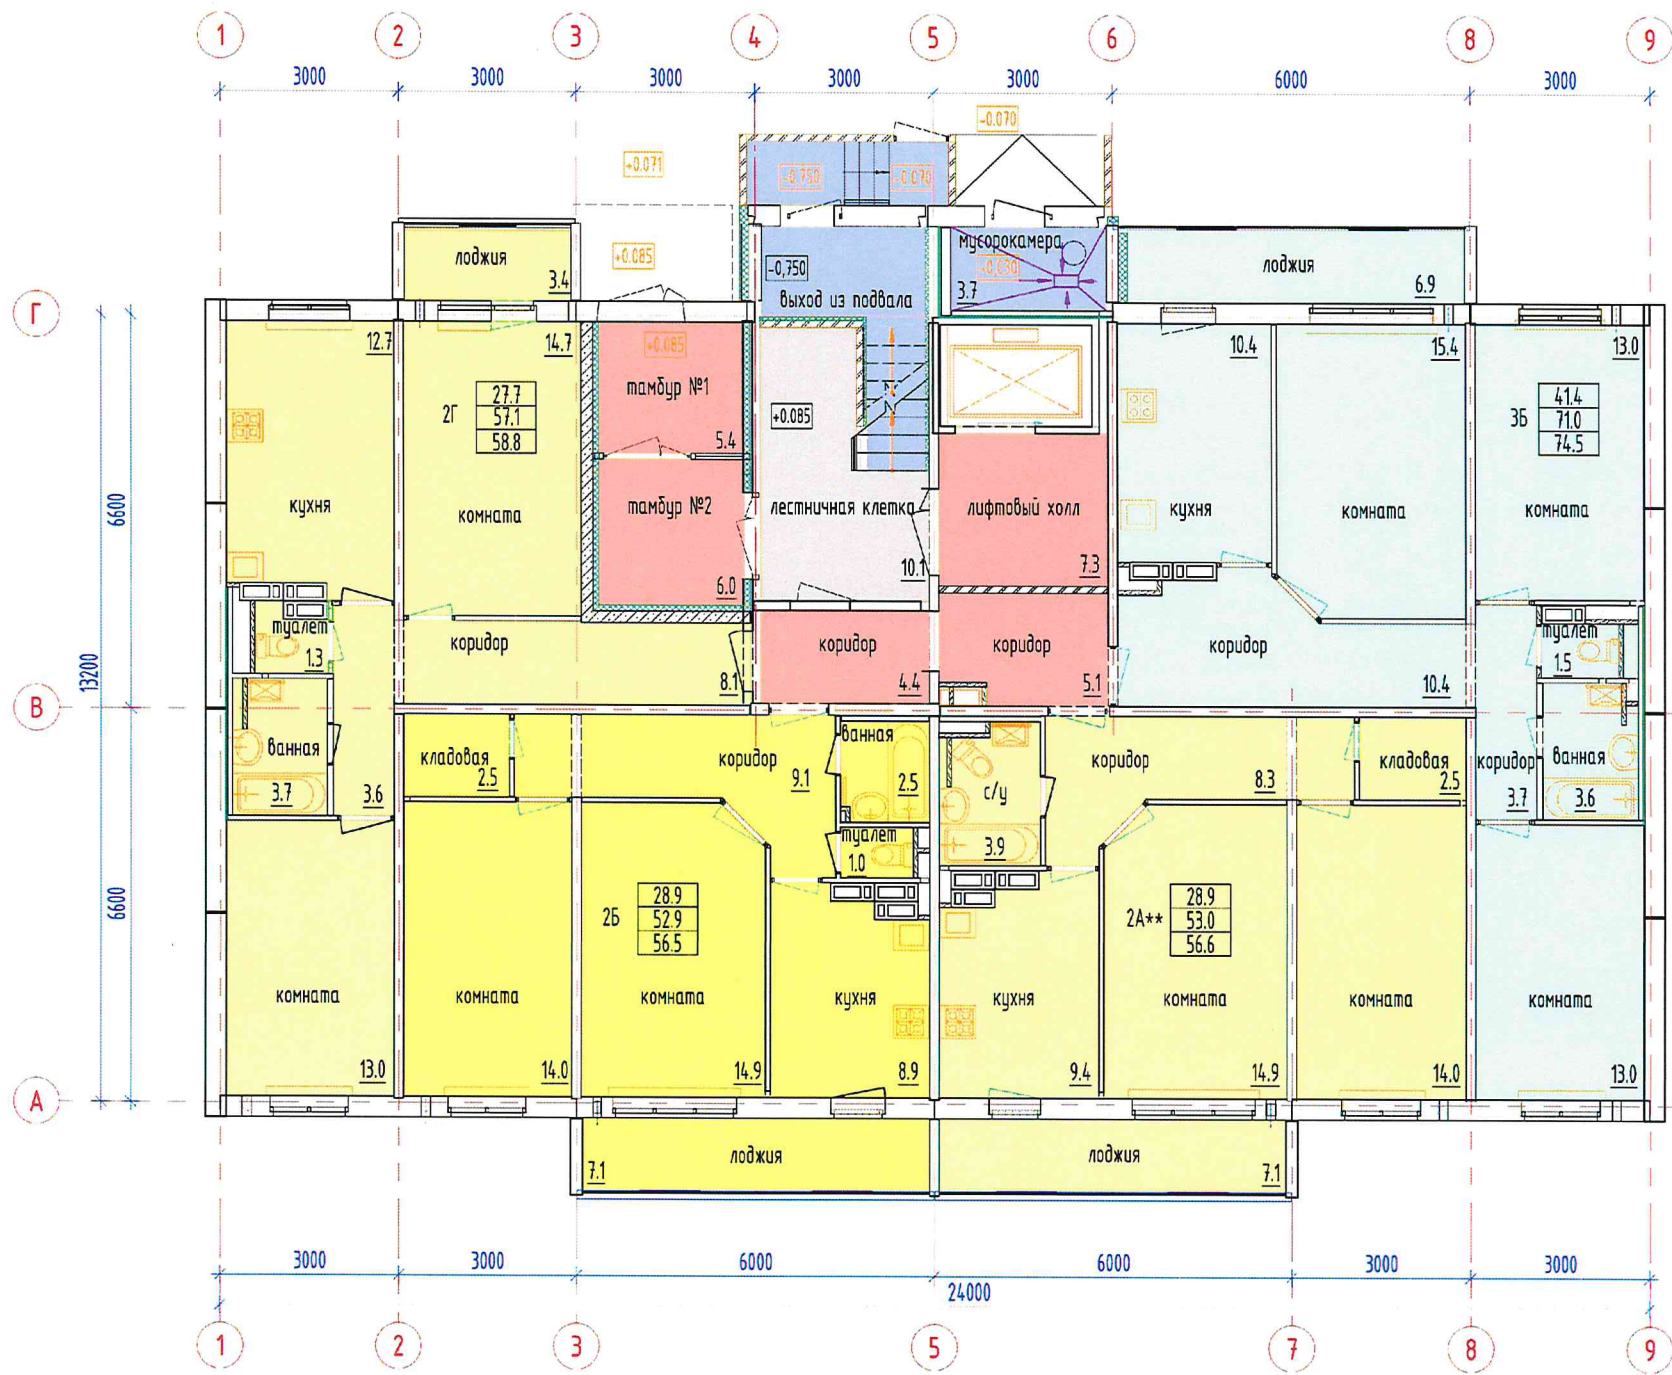 1 2 3 4 5 6 8 9
3000 3000 3000 3000 3000 6000 3000
-0.070
+0.071
-0.750
-0.070
лоджия
3.4
+0.085
-0,750
выход из подвала
мусорокамера
+0.030
3.7
лоджия
6.9
Г
12.7
14.7
+0.085
10.4
15.4
13.0
2Г
27.7
57.1
58.8
тамбур №1
5.4
+0.085
3Б
41.4
71.0
74.5
6600
кухня
комната
тамбур №2
6.0
лестничная клетка
10.1
лифтовый холл
7.3
кухня
комната
комната
13200
туалет
1.3
коридор
8.1
коридор
4.4
коридор
5.1
коридор
10.4
туалет
1.5
В
ванная
3.7
3.6
кладовая
2.5
коридор
9.1
ванная
2.5
с/у
3.9
коридор
8.3
кладовая
2.5
коридор
3.7
ванная
3.6
туалет
1.0
6600
2Б
28.9
52.9
56.5
2А**
28.9
53.0
56.6
комната
13.0
комната
14.0
комната
14.9
кухня
8.9
кухня
9.4
комната
14.9
комната
14.0
комната
13.0
А
лоджия
7.1
лоджия
7.1
3000 3000 6000 6000 3000 3000
24000
1 2 3 5 7 8 9